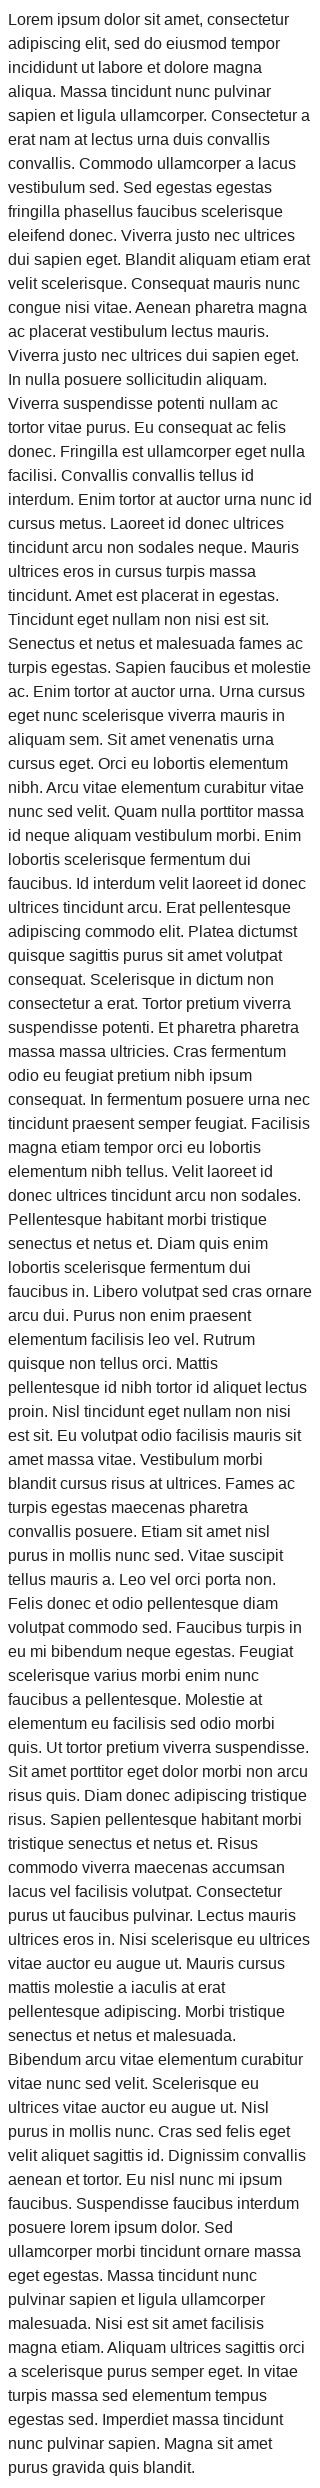 Lorem ipsum dolor sit amet, consectetur
adipiscing elit, sed do eiusmod tempor
incididunt ut labore et dolore magna
aliqua. Massa tincidunt nunc pulvinar
sapien et ligula ullamcorper. Consectetur a
erat nam at lectus urna duis convallis
convallis. Commodo ullamcorper a lacus
vestibulum sed. Sed egestas egestas
fringilla phasellus faucibus scelerisque
eleifend donec. Viverra justo nec ultrices
dui sapien eget. Blandit aliquam etiam erat
velit scelerisque. Consequat mauris nunc
congue nisi vitae. Aenean pharetra magna
ac placerat vestibulum lectus mauris.
Viverra justo nec ultrices dui sapien eget.
In nulla posuere sollicitudin aliquam.
Viverra suspendisse potenti nullam ac
tortor vitae purus. Eu consequat ac felis
donec. Fringilla est ullamcorper eget nulla
facilisi. Convallis convallis tellus id
interdum. Enim tortor at auctor urna nunc id
cursus metus. Laoreet id donec ultrices
tincidunt arcu non sodales neque. Mauris
ultrices eros in cursus turpis massa
tincidunt. Amet est placerat in egestas.
Tincidunt eget nullam non nisi est sit.
Senectus et netus et malesuada fames ac
turpis egestas. Sapien faucibus et molestie
ac. Enim tortor at auctor urna. Urna cursus
eget nunc scelerisque viverra mauris in
aliquam sem. Sit amet venenatis urna
cursus eget. Orci eu lobortis elementum
nibh. Arcu vitae elementum curabitur vitae
nunc sed velit. Quam nulla porttitor massa
id neque aliquam vestibulum morbi. Enim
lobortis scelerisque fermentum dui
faucibus. Id interdum velit laoreet id donec
ultrices tincidunt arcu. Erat pellentesque
adipiscing commodo elit. Platea dictumst
quisque sagittis purus sit amet volutpat
consequat. Scelerisque in dictum non
consectetur a erat. Tortor pretium viverra
suspendisse potenti. Et pharetra pharetra
massa massa ultricies. Cras fermentum
odio eu feugiat pretium nibh ipsum
consequat. In fermentum posuere urna nec
tincidunt praesent semper feugiat. Facilisis
magna etiam tempor orci eu lobortis
elementum nibh tellus. Velit laoreet id
donec ultrices tincidunt arcu non sodales.
Pellentesque habitant morbi tristique
senectus et netus et. Diam quis enim
lobortis scelerisque fermentum dui
faucibus in. Libero volutpat sed cras ornare
arcu dui. Purus non enim praesent
elementum facilisis leo vel. Rutrum
quisque non tellus orci. Mattis
pellentesque id nibh tortor id aliquet lectus
proin. Nisl tincidunt eget nullam non nisi
est sit. Eu volutpat odio facilisis mauris sit
amet massa vitae. Vestibulum morbi
blandit cursus risus at ultrices. Fames ac
turpis egestas maecenas pharetra
convallis posuere. Etiam sit amet nisl
purus in mollis nunc sed. Vitae suscipit
tellus mauris a. Leo vel orci porta non.
Felis donec et odio pellentesque diam
volutpat commodo sed. Faucibus turpis in
eu mi bibendum neque egestas. Feugiat
scelerisque varius morbi enim nunc
faucibus a pellentesque. Molestie at
elementum eu facilisis sed odio morbi
quis. Ut tortor pretium viverra suspendisse.
Sit amet porttitor eget dolor morbi non arcu
risus quis. Diam donec adipiscing tristique
risus. Sapien pellentesque habitant morbi
tristique senectus et netus et. Risus
commodo viverra maecenas accumsan
lacus vel facilisis volutpat. Consectetur
purus ut faucibus pulvinar. Lectus mauris
ultrices eros in. Nisi scelerisque eu ultrices
vitae auctor eu augue ut. Mauris cursus
mattis molestie a iaculis at erat
pellentesque adipiscing. Morbi tristique
senectus et netus et malesuada.
Bibendum arcu vitae elementum curabitur
vitae nunc sed velit. Scelerisque eu
ultrices vitae auctor eu augue ut. Nisl
purus in mollis nunc. Cras sed felis eget
velit aliquet sagittis id. Dignissim convallis
aenean et tortor. Eu nisl nunc mi ipsum
faucibus. Suspendisse faucibus interdum
posuere lorem ipsum dolor. Sed
ullamcorper morbi tincidunt ornare massa
eget egestas. Massa tincidunt nunc
pulvinar sapien et ligula ullamcorper
malesuada. Nisi est sit amet facilisis
magna etiam. Aliquam ultrices sagittis orci
a scelerisque purus semper eget. In vitae
turpis massa sed elementum tempus
egestas sed. Imperdiet massa tincidunt
nunc pulvinar sapien. Magna sit amet
purus gravida quis blandit.